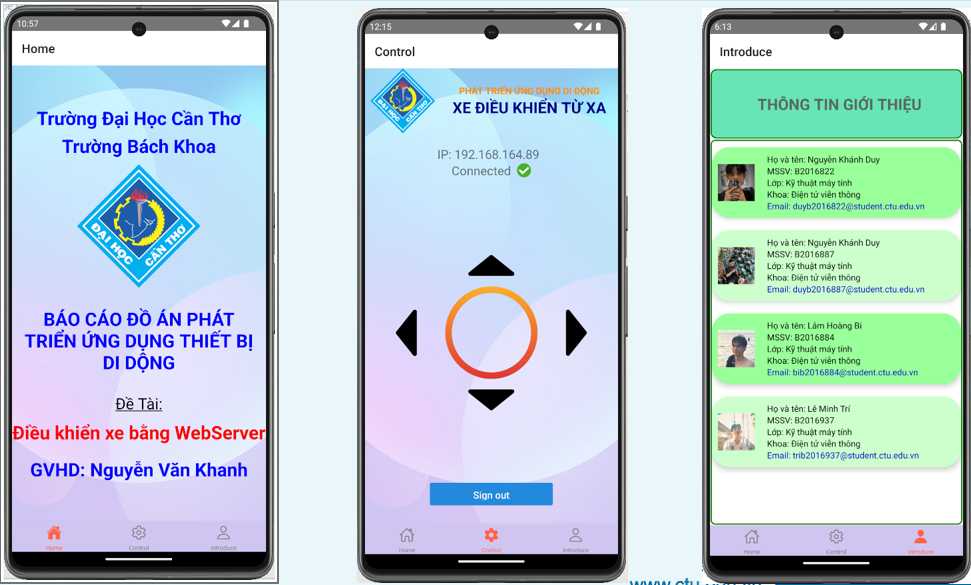 10:57
Home
Trường Đại Học Cần Thơ
Trường Bách Khoa
ĐẠI HỌC CẦN THƠ
BÁO CÁO ĐỒ ÁN PHÁT
TRIỂN ỨNG DỤNG THIẾT BỊ
DI DỘNG
Đề Tài:
Điều khiển xe bằng WebServer
GVHD: Nguyễn Văn Khanh
Home
Control
Introduce
12:15
Control
ĐẠI HỌC CẦN THƠ
PHÁT TRIỂN ỨNG DỤNG DI ĐỘNG
XE ĐIỀU KHIỂN TỪ XA
IP: 192.168.164.89
Connected
Sign out
Home
Control
Introduce
6:13
Introduce
THÔNG TIN GIỚI THIỆU
Họ và tên: Nguyễn Khánh Duy
MSSV: B2016822
Lớp: Kỹ thuật máy tính
Khoa: Điện tử viễn thông
Email: duyb2016822@student.ctu.edu.vn
Họ và tên: Nguyễn Khánh Duy
MSSV: B2016887
Lớp: Kỹ thuật máy tính
Khoa: Điện tử viễn thông
Email: duyb2016887@student.ctu.edu.vn
Họ và tên: Lâm Hoàng Bi
MSSV: B2016884
Lớp: Kỹ thuật máy tính
Khoa: Điện tử viễn thông
Email: bib2016884@student.ctu.edu.vn
Họ và tên: Lê Minh Trí
MSSV: B2016937
Lớp: Kỹ thuật máy tính
Khoa: Điện tử viễn thông
Email: trib2016937@student.ctu.edu.vn
Home
Control
Introduce